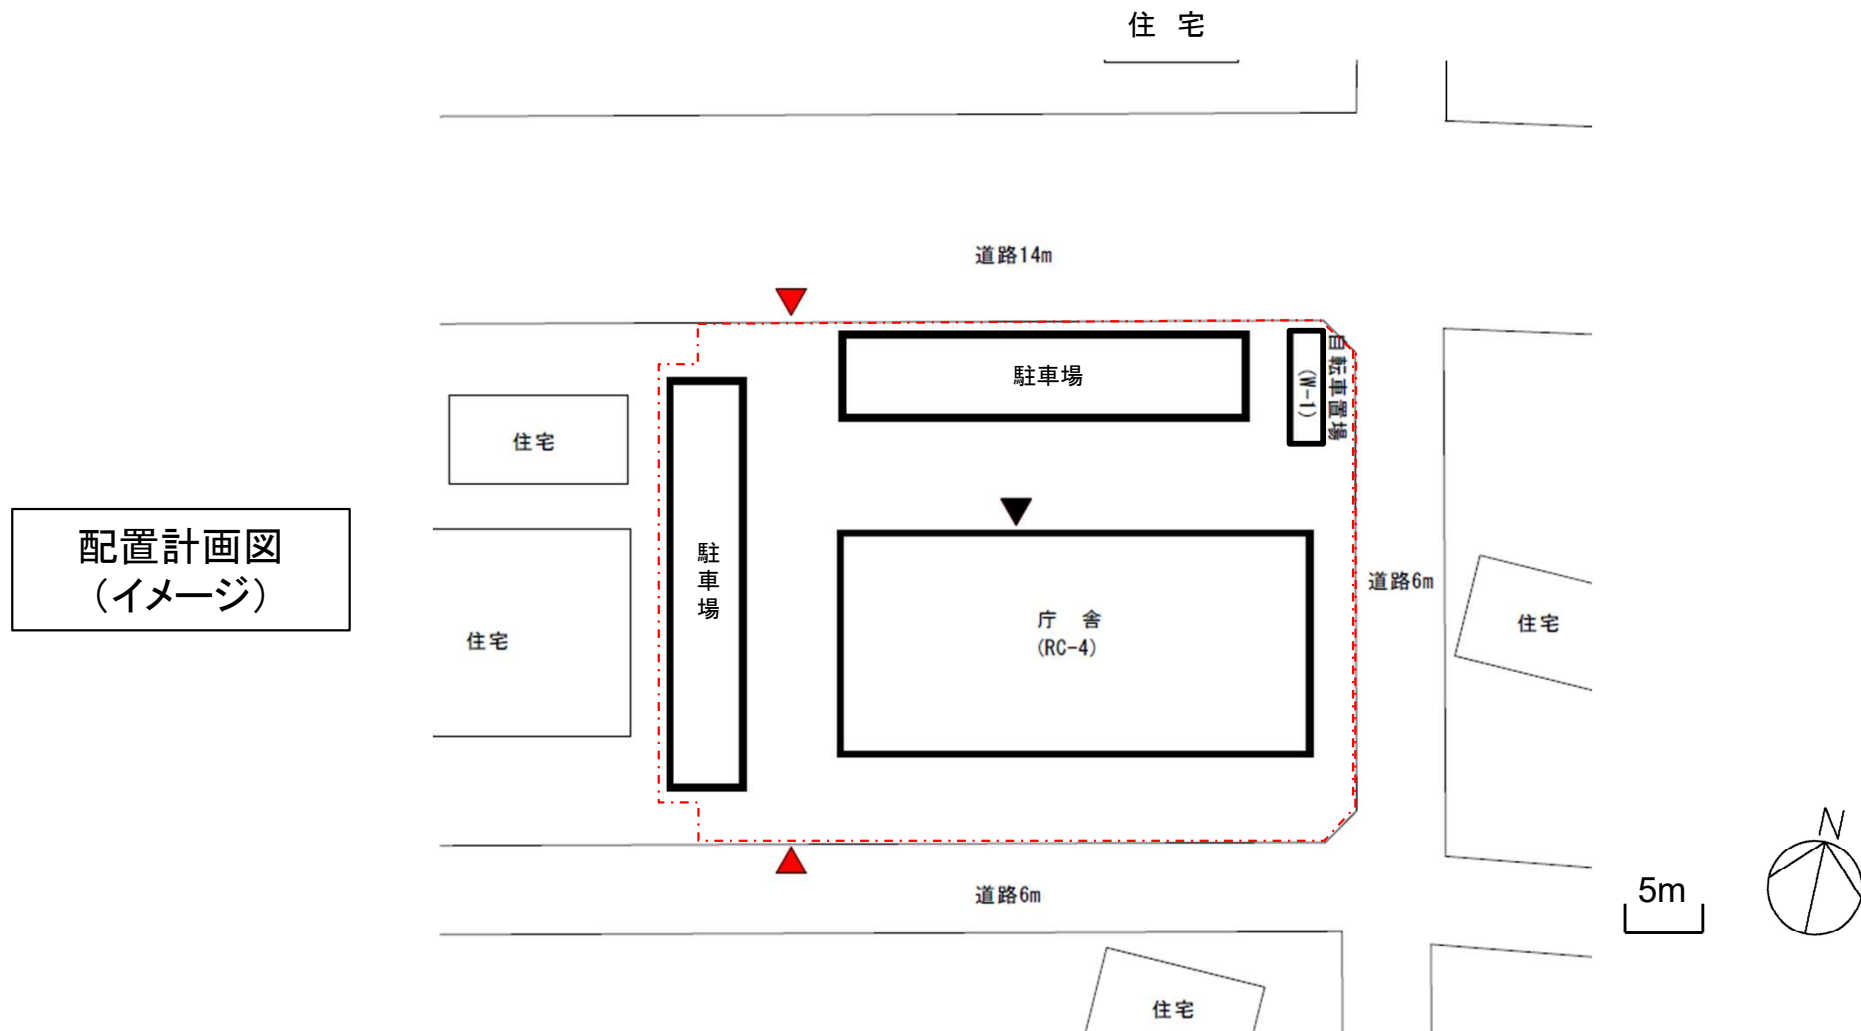 住 宅
道路14m
駐車場
自転車置場
(W-1)
住宅
配置計画図
（イメージ）
駐車場
道路6m
庁 舎
(RC-4)
住宅
住宅
道路6m
5m
N
住宅